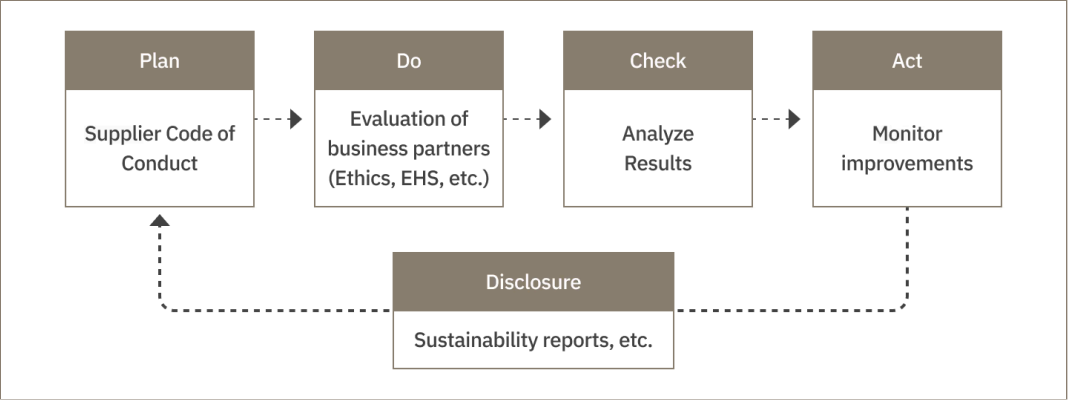 Plan
Supplier Code of
Conduct
Do
Evaluation of
business partners
(Ethics, EHS, etc.)
Check
Analyze
Results
Act
Monitor
improvements
Disclosure
Sustainability reports, etc.